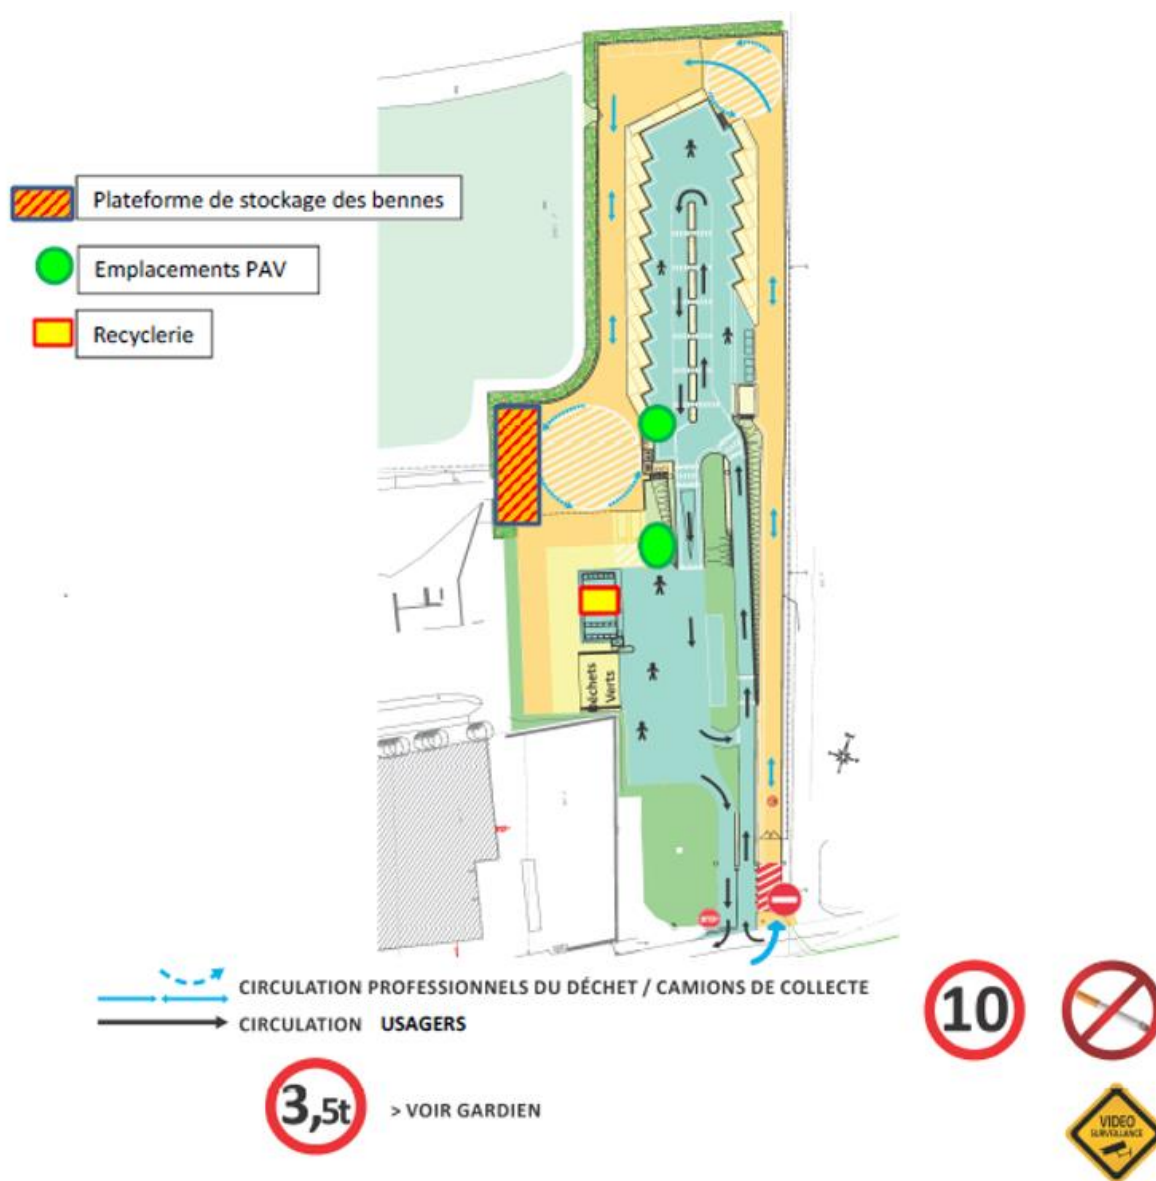 Plateforme de stockage des bennes
Emplacements PAV
Recyclerie
Déchets
Verts
STOP
CIRCULATION PROFESSIONNELS DU DÉCHET / CAMIONS DE COLLECTE
CIRCULATION USAGERS
10
3,5t
> VOIR GARDIEN
VIDEO
SURVEILLANCE